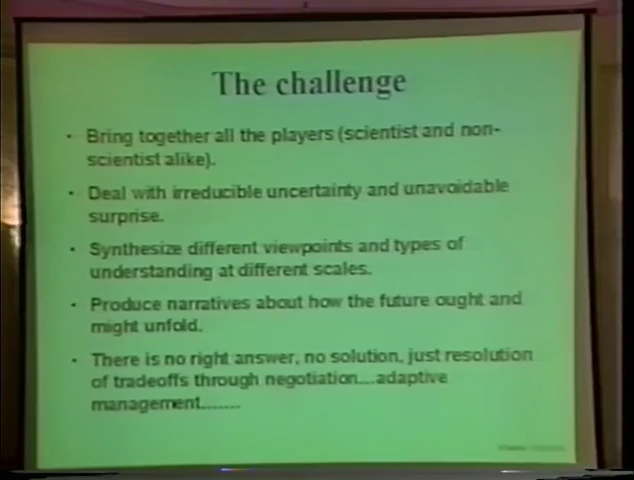 The challenge
• Bring together all the players (scientist and non-
scientist alike).
• Deal with irreducible uncertainty and unavoidable
surprise.
• Synthesize different viewpoints and types of
understanding at different scales.
• Produce narratives about how the future ought and
might unfold.
• There is no right answer, no solution, just resolution
of tradeoffs through negotiation....adaptive
management........